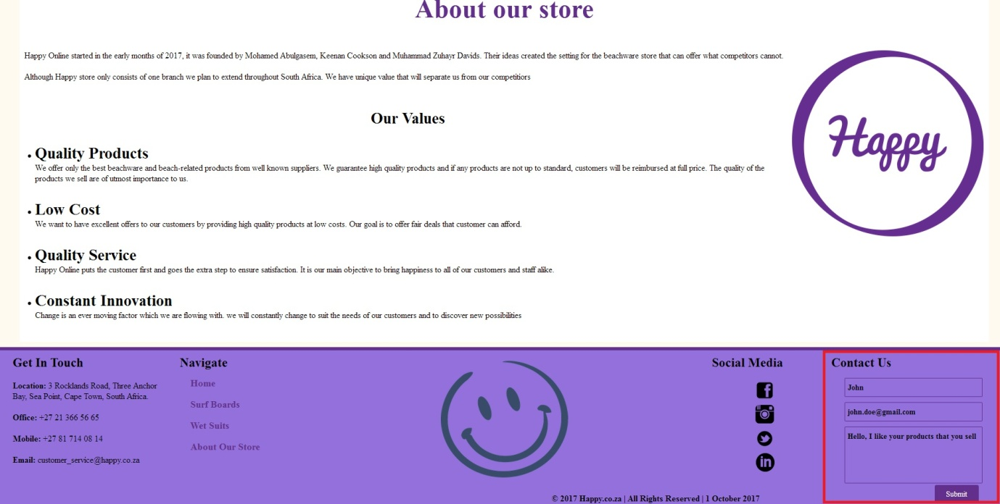 About our store
Happy Online started in the early months of 2017, it was founded by Mohamed Abulgasem, Keenan Cookson and Muhammad Zuhayr Davids. Their ideas created the setting for the beachware store that can offer what competitors cannot.
Although Happy store only consists of one branch we plan to extend throughout South Africa. We have unique value that will separate us from our competitiors
Happy
Our Values
Quality Products
We offer only the best beachware and beach-related products from well known suppliers. We guarantee high quality products and if any products are not up to standard, customers will be reimbursed at full price. The quality of the
products we sell are of utmost importance to us.
Low Cost
We want to have excellent offers to our customers by providing high quality products at low costs. Our goal is to offer fair deals that customer can afford.
Quality Service
Happy Online puts the customer first and goes the extra step to ensure satisfaction. It is our main objective to bring happiness to all of our customers and staff alike.
Constant Innovation
Change is an ever moving factor which we are flowing with. we will constantly change to suit the needs of our customers and to discover new possibilities
Get In Touch
Location: 3 Rocklands Road, Three Anchor
Bay, Sea Point, Cape Town, South Africa.
Office: +27 21 366 56 65
Mobile: +27 81 714 08 14
Email: customer_service@happy.co.za
Navigate
Home
Surf Boards
Wet Suits
About Our Store
Social Media
in
Contact Us
John
john.doe@gmail.com
Hello, I like your products that you sell
Submit
© 2017 Happy.co.za | All Rights Reserved | 1 October 2017